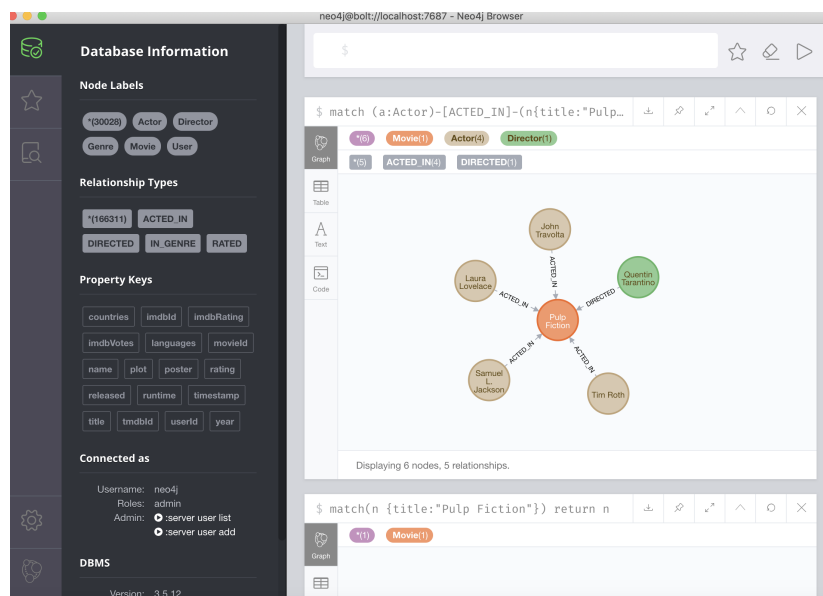 neo4j@bolt://localhost:7687 - Neo4j Browser
Database Information
Node Labels
*(30028) Actor Director
Genre Movie User
Relationship Types
*(166311) ACTED_IN
DIRECTED IN_GENRE RATED
Property Keys
countries imdbId imdbRating
imdbVotes languages movieId
name plot poster rating
released runtime timestamp
title tmdbId userId year
Connected as
Username: neo4j
Roles: admin
Admin: :server user list
:server user add
DBMS
Version: 3.5.12
$
$ match (a:Actor)-[ACTED_IN]-(n{title:"Pulp…
*(6) Movie(1) Actor(4) Director(1)
*(5) ACTED_IN(4) DIRECTED(1)
Graph
Table
Text
Code
John
Travolta
ACTED_IN
Laura
Lovelace
ACTED_IN
Quentin
Tarantino
DIRECTED
Pulp
Fiction
Samuel
L.
Jackson
ACTED_IN
Tim Roth
ACTED_IN
Displaying 6 nodes, 5 relationships.
$ match(n {title:"Pulp Fiction"}) return n
*(1) Movie(1)
Graph